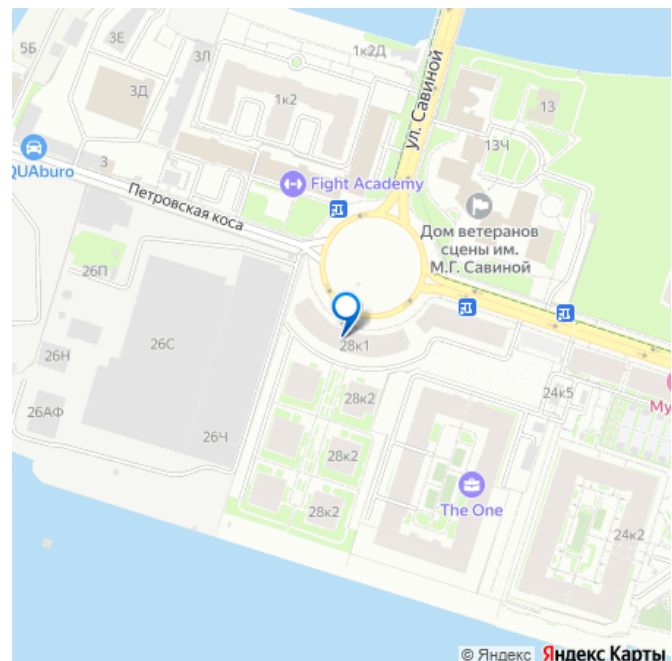 5Б
3Е
3Л
1к2Д
3Д
1к2
13
ул. Савиной
13Ч
QUAburo
3
Fight Academy
Петровская коса
Дом ветеранов
сцены им.
М.Г. Савиной
26П
26С
28к1
26Н
28к2
24к5
My
26АФ
26Ч
28к2
The One
28к2
24к2
© Яндекс Яндекс Карты